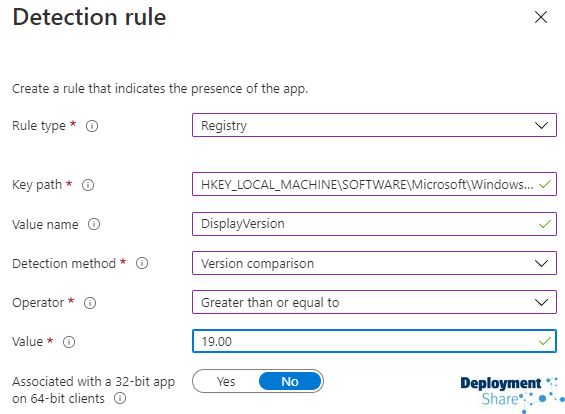 Detection rule
Create a rule that indicates the presence of the app.
Rule type *
Registry
Key path *
HKEY_LOCAL_MACHINE\SOFTWARE\Microsoft\Windows...
Value name
DisplayVersion
Detection method *
Version comparison
Operator *
Greater than or equal to
Value *
19.00
Associated with a 32-bit app
on 64-bit clients
Yes No
Deployment
Share